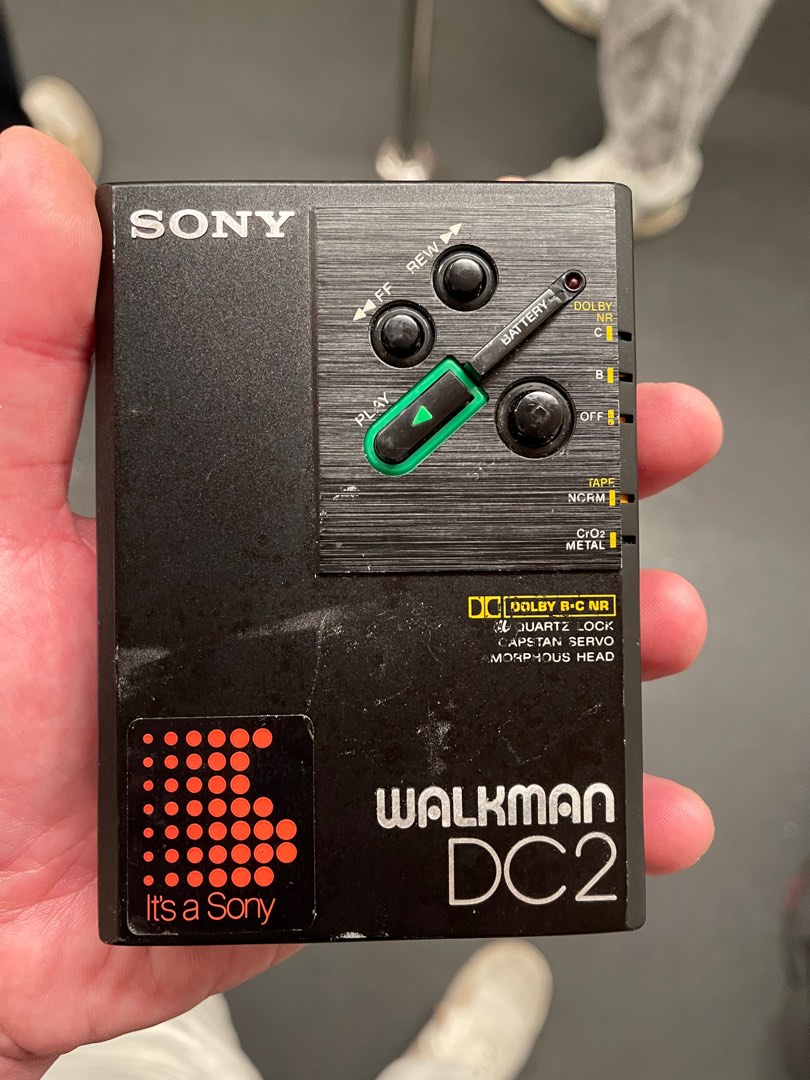 SONY
REW
FF
BATTERY
PLAY
DOLBY
NR
C
B
OFF
TAPE
NORM
CrO2
METAL
DOLBY B•C NR
QUARTZ LOCK
CAPSTAN SERVO
AMORPHOUS HEAD
WALKMAN
DC2
It's a Sony